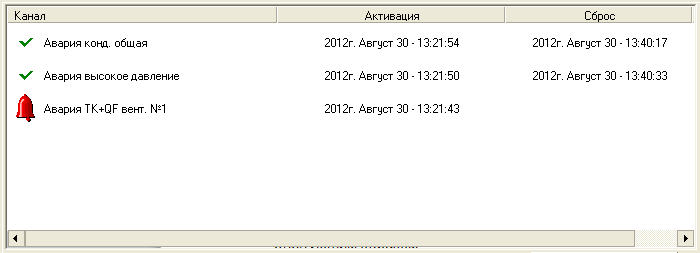 Канал Активация Сброс
Авария конд. общая 2012г. Август 30 - 13:21:54 2012г. Август 30 - 13:40:17
Авария высокое давление 2012г. Август 30 - 13:21:50 2012г. Август 30 - 13:40:33
Авария ТК+QF вент. №1 2012г. Август 30 - 13:21:43